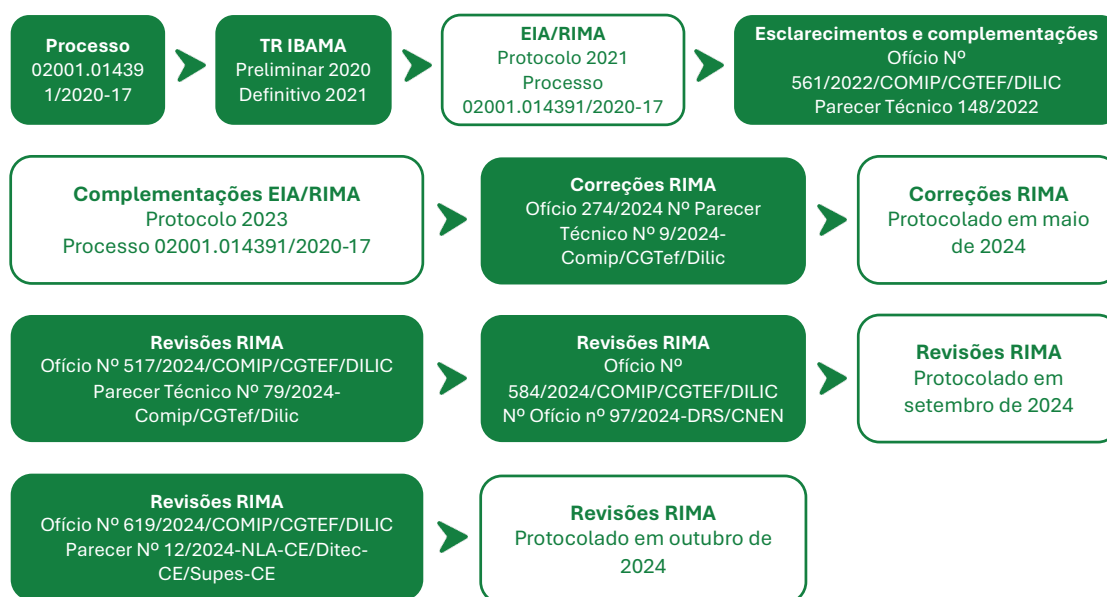 Processo
02001.01439
1/2020-17
TR IBAMA
Preliminar 2020
Definitivo 2021
EIA/RIMA
Protocolo 2021
Processo
02001.014391/2020-17
Esclarecimentos e complementações
Ofício Nº
561/2022/COMIP/CGTEF/DILIC
Parecer Técnico 148/2022
Complementações EIA/RIMA
Protocolo 2023
Processo 02001.014391/2020-17
Correções RIMA
Ofício 274/2024 Nº Parecer
Técnico Nº 9/2024-
Comip/CGTef/Dilic
Correções RIMA
Protocolado em maio
de 2024
Revisões RIMA
Ofício Nº 517/2024/COMIP/CGTEF/DILIC
Parecer Técnico Nº 79/2024-
Comip/CGTef/Dilic
Revisões RIMA
Ofício Nº
584/2024/COMIP/CGTEF/DILIC
Nº Ofício nº 97/2024-DRS/CNEN
Revisões RIMA
Protocolado em
setembro de 2024
Revisões RIMA
Ofício Nº 619/2024/COMIP/CGTEF/DILIC
Parecer Nº 12/2024-NLA-CE/Ditec-
CE/Supes-CE
Revisões RIMA
Protocolado em outubro de
2024